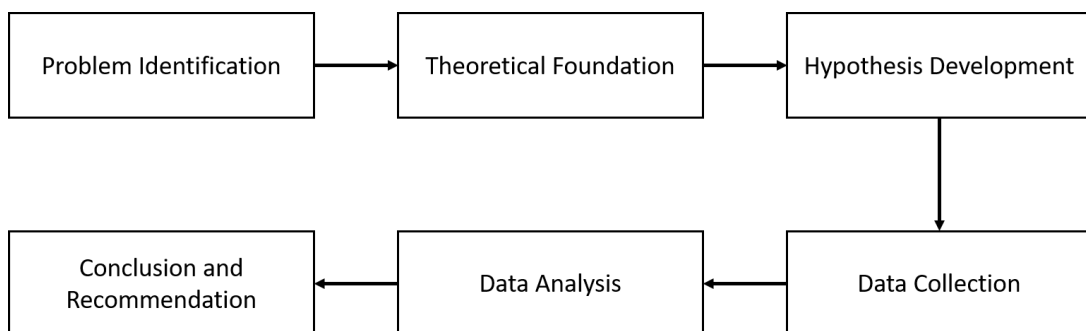 Problem Identification
Theoretical Foundation
Hypothesis Development
Data Collection
Data Analysis
Conclusion and
Recommendation